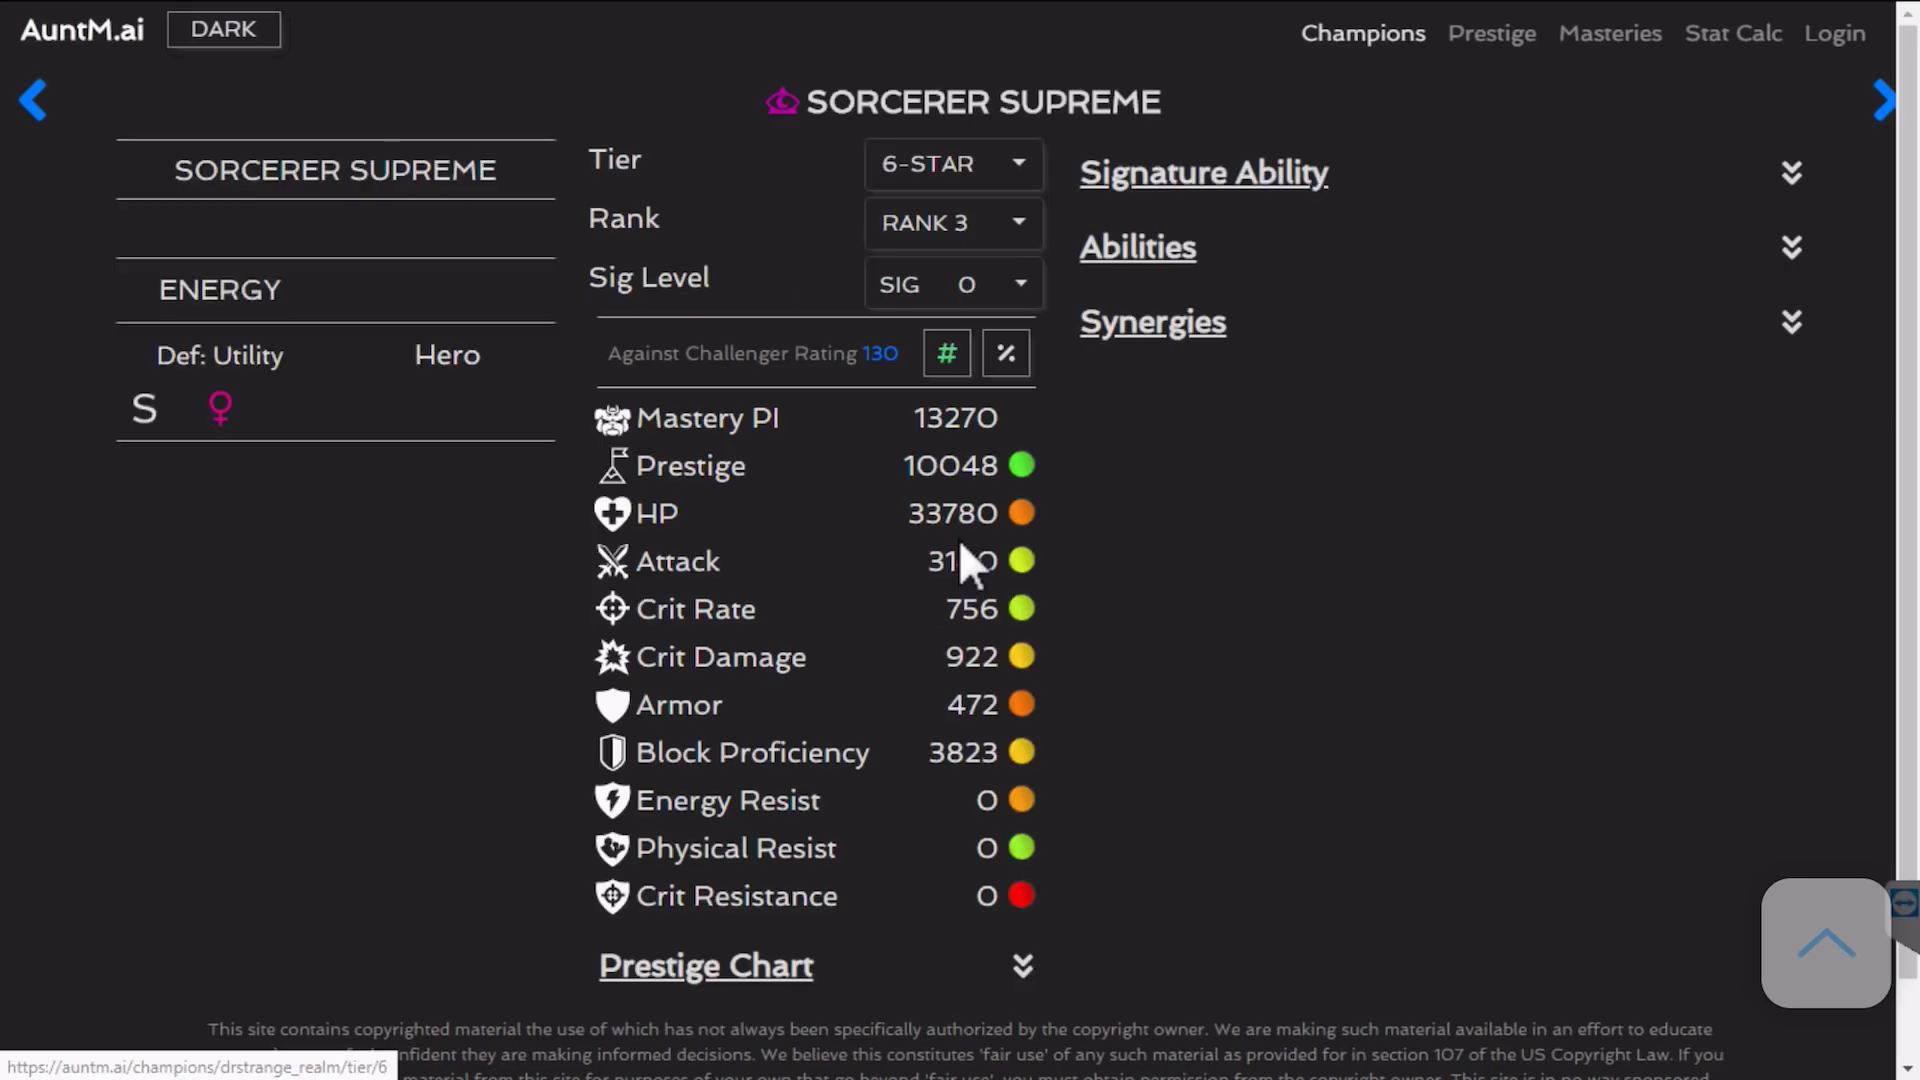 AuntM.ai DARK Champions Prestige Masteries Stat Calc Login
SORCERER SUPREME
SORCERER SUPREME
ENERGY
Def: Utility Hero
S
Tier 6-STAR
Rank RANK 3
Sig Level SIG 0
Against Challenger Rating 130 # %
Mastery PI 13270
Prestige 10048
HP 33780
Attack
Crit Rate 756
Crit Damage 922
Armor 472
Block Proficiency 3823
Energy Resist 0
Physical Resist 0
Crit Resistance 0
Prestige Chart
Signature Ability
Abilities
Synergies
This site contains copyrighted material the use of which has not always been specifically authorized by the copyright owner. We are making such material available in an effort to educate
confident they are making informed decisions. We believe this constitutes 'fair use' of any such material as provided for in section 107 of the US Copyright Law. If you
https://auntm.ai/champions/drstrange_realm/tier/6